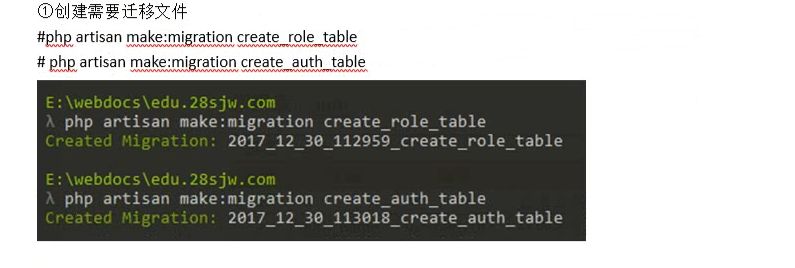 ①创建需要迁移文件
#php artisan make:migration create_role_table
# php artisan make:migration create_auth_table
E:\webdocs\edu.28sjw.com
λ php artisan make:migration create_role_table
Created Migration: 2017_12_30_112959_create_role_table
E:\webdocs\edu.28sjw.com
λ php artisan make:migration create_auth_table
Created Migration: 2017_12_30_113018_create_auth_table